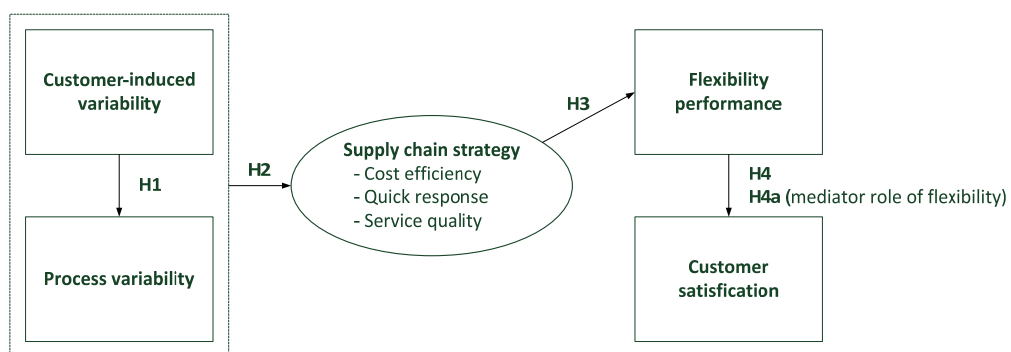 Customer-induced
variability
H1
Process variability
H2
Supply chain strategy
- Cost efficiency
- Quick response
- Service quality
H3
Flexibility
performance
H4
H4a (mediator role of flexibility)
Customer
satisfication